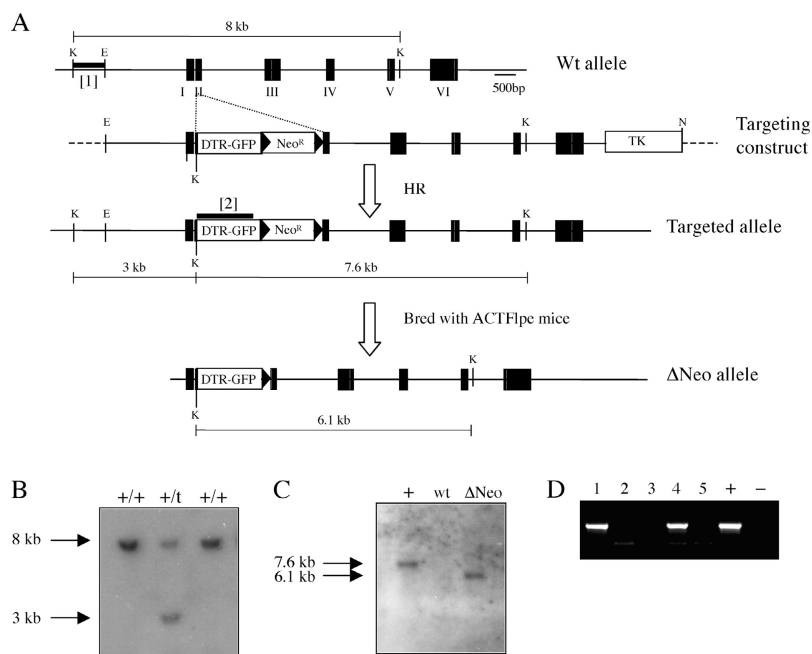 A
8 kb
K E K
Wt allele
[1]
I II III IV V VI
500bp
E K N
DTR-GFP Neo^R TK
Targeting
construct
K
HR
[2]
K E K
DTR-GFP Neo^R
Targeted allele
K
3 kb 7.6 kb
Bred with ACTFlpe mice
K
DTR-GFP
ΔNeo allele
K
6.1 kb
B
+/+ +/t +/+
8 kb
3 kb
C
+ wt ΔNeo
7.6 kb
6.1 kb
D
1 2 3 4 5 + −